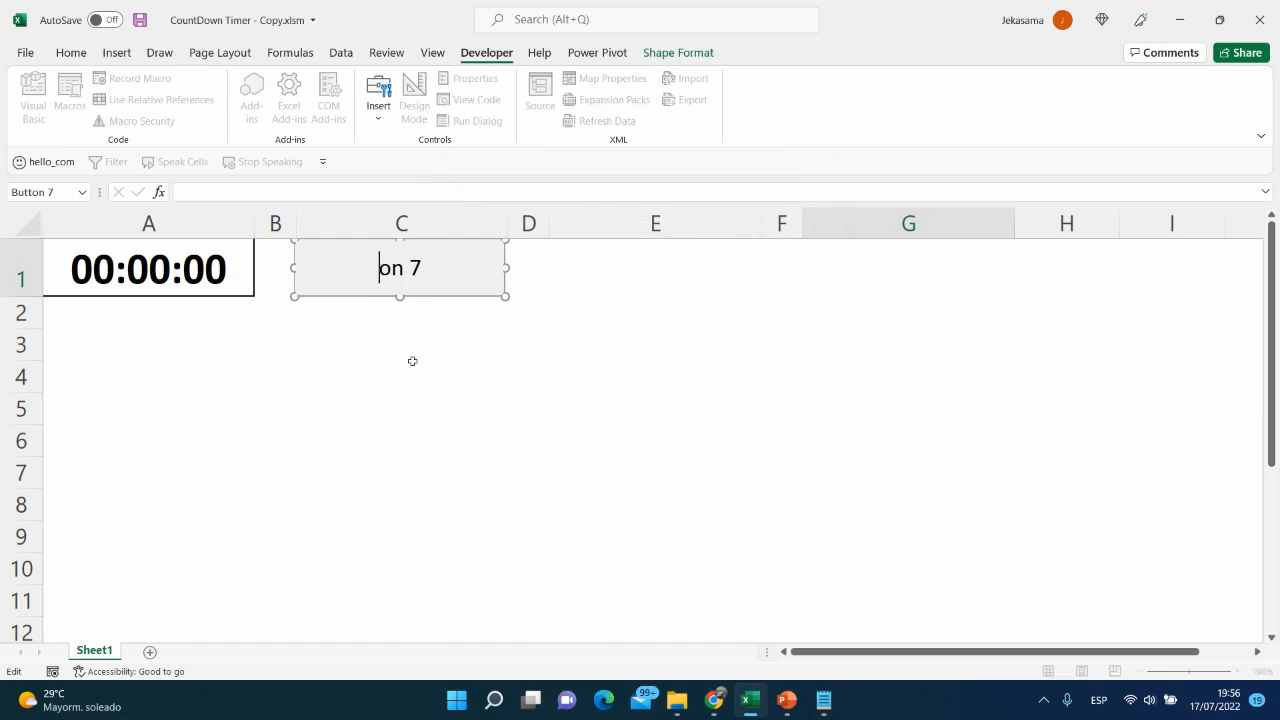 AutoSave Off CountDown Timer - Copy.xlsm Search (Alt+Q) Jekasama J
File Home Insert Draw Page Layout Formulas Data Review View Developer Help Power Pivot Shape Format Comments Share
Visual Basic
Macros
Record Macro
Use Relative References
Macro Security
Code
Add-ins
Excel Add-ins
COM Add-ins
Add-ins
Insert
Design Mode
Properties
View Code
Run Dialog
Controls
Source
Map Properties
Expansion Packs
Refresh Data
Import
Export
XML
hello_com Filter Speak Cells Stop Speaking
Button 7 fx
A B C D E F G H I
1 00:00:00 on 7
2
3
4
5
6
7
8
9
10
11
12
Sheet1
Edit Accessibility: Good to go 198%
29°C
Mayorm. soleado
99+
ESP
19:56
17/07/2022
19